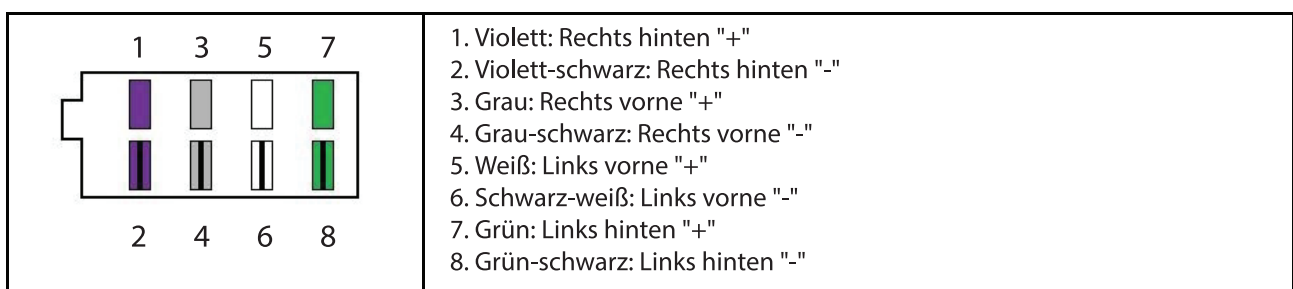 1 3 5 7
2 4 6 8
1. Violett: Rechts hinten "+"
2. Violett-schwarz: Rechts hinten "-"
3. Grau: Rechts vorne "+"
4. Grau-schwarz: Rechts vorne "-"
5. Weiß: Links vorne "+"
6. Schwarz-weiß: Links vorne "-"
7. Grün: Links hinten "+"
8. Grün-schwarz: Links hinten "-"